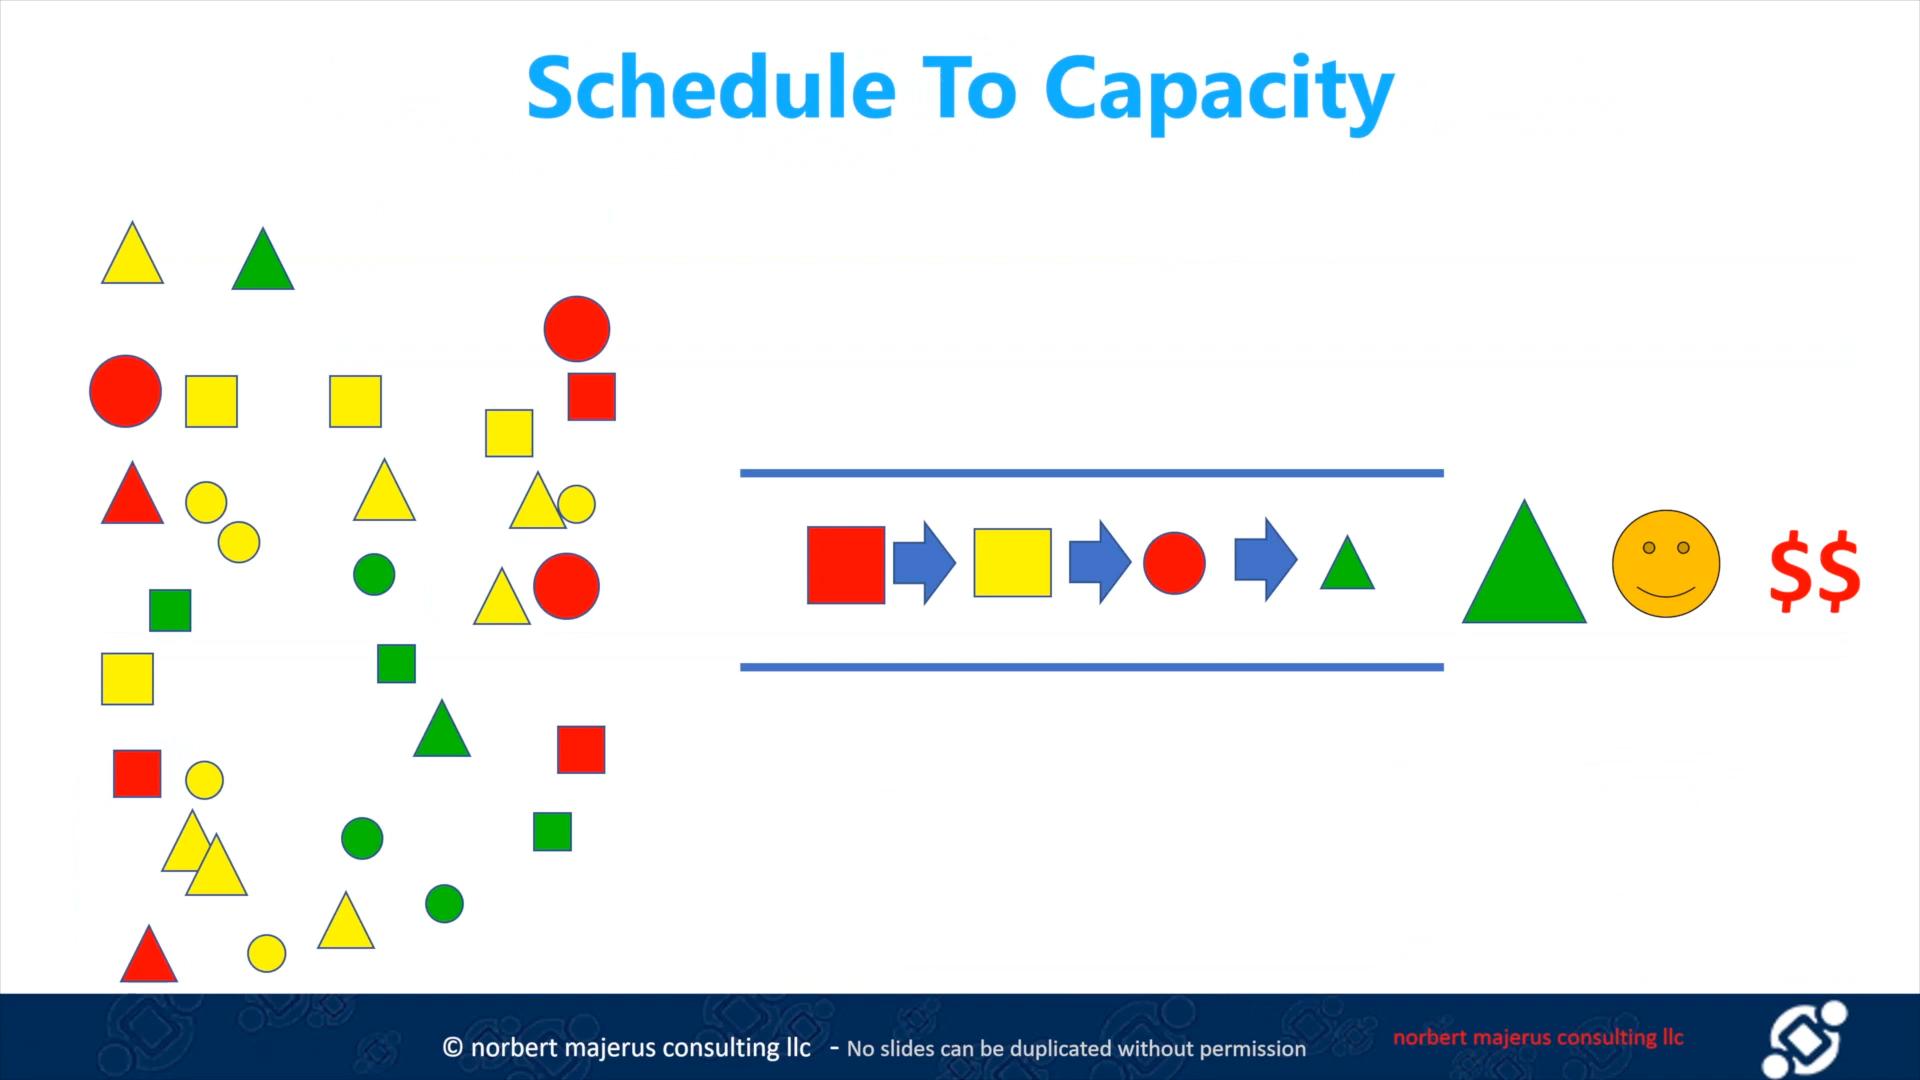 Schedule To Capacity
$$
© norbert majerus consulting llc - No slides can be duplicated without permission
norbert majerus consulting llc